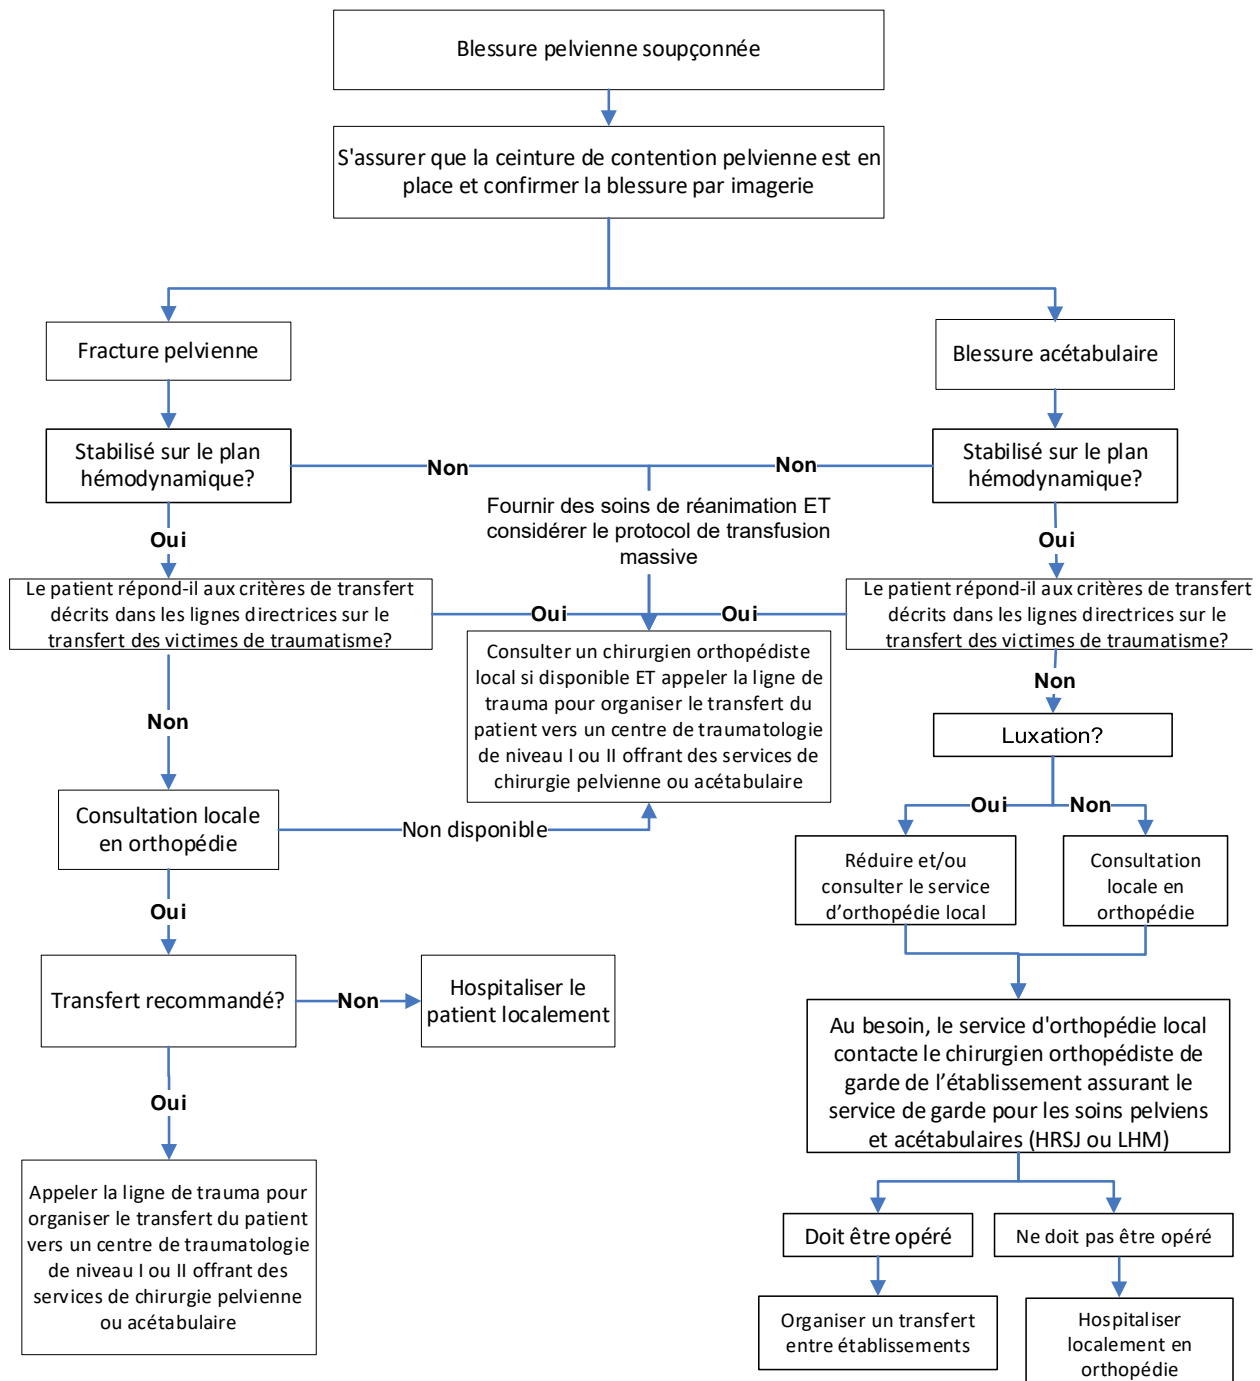 Blessure pelvienne soupçonnée
S'assurer que la ceinture de contention pelvienne est en
place et confirmer la blessure par imagerie
Fracture pelvienne
Blessure acétabulaire
Stabilisé sur le plan
hémodynamique?
Non
Non
Stabilisé sur le plan
hémodynamique?
Fournir des soins de réanimation ET
considérer le protocol de transfusion
massive
Oui
Oui
Le patient répond-il aux critères de transfert
décrits dans les lignes directrices sur le
transfert des victimes de traumatisme?
Oui
Oui
Le patient répond-il aux critères de transfert
décrits dans les lignes directrices sur le
transfert des victimes de traumatisme?
Consulter un chirurgien orthopédiste
local si disponible ET appeler la ligne de
trauma pour organiser le transfert du
patient vers un centre de traumatologie
de niveau I ou II offrant des services de
chirurgie pelvienne ou acétabulaire
Non
Non
Luxation?
Consultation locale
en orthopédie
Non disponible
Oui
Non
Réduire et/ou
consulter le service
d’orthopédie local
Consultation
locale en
orthopédie
Oui
Transfert recommandé?
Non
Hospitaliser le
patient localement
Au besoin, le service d'orthopédie local
contacte le chirurgien orthopédiste de
garde de l’établissement assurant le
service de garde pour les soins pelviens
et acétabulaires (HRSJ ou LHM)
Oui
Appeler la ligne de trauma pour
organiser le transfert du patient
vers un centre de traumatologie
de niveau I ou II offrant des
services de chirurgie pelvienne
ou acétabulaire
Doit être opéré
Ne doit pas être opéré
Organiser un transfert
entre établissements
Hospitaliser
localement en
orthopédie